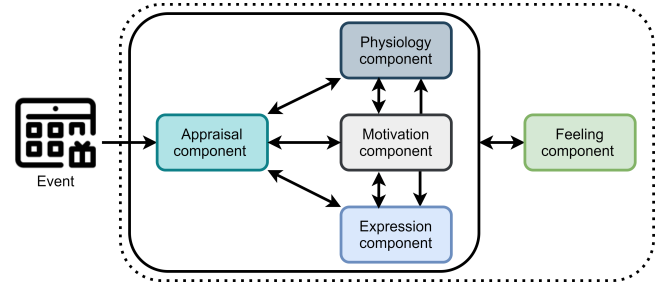 Physiology
component
Appraisal
component
Motivation
component
Feeling
component
Event
Expression
component